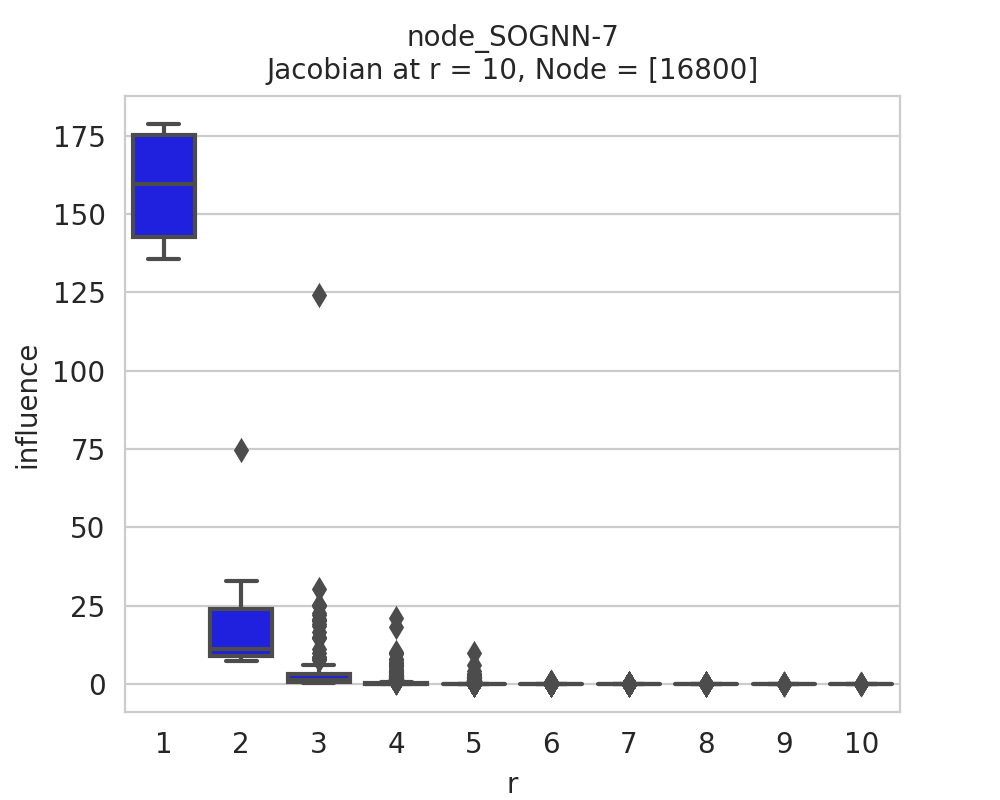 node_SOGNN-7
Jacobian at r = 10, Node = [16800]
175
150
125
100
75
50
25
0
influence
1 2 3 4 5 6 7 8 9 10
r